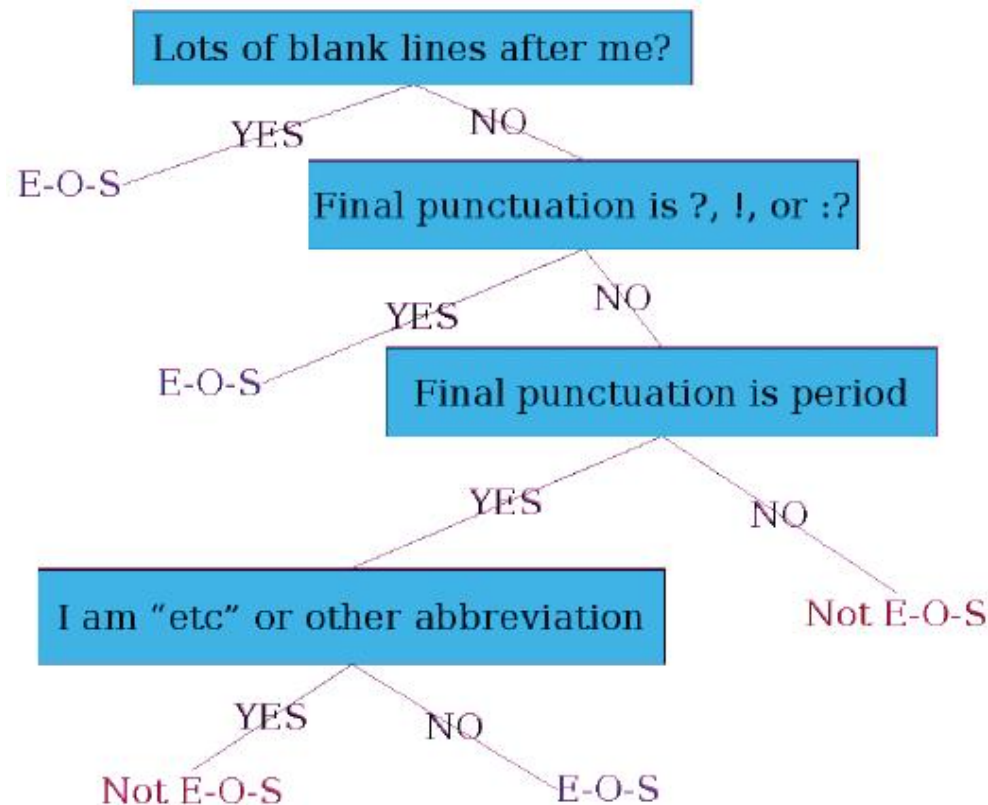 Lots of blank lines after me?
YES
NO
E-O-S
Final punctuation is ?, !, or :?
YES
NO
E-O-S
Final punctuation is period
YES
NO
I am “etc” or other abbreviation
Not E-O-S
YES
NO
Not E-O-S
E-O-S